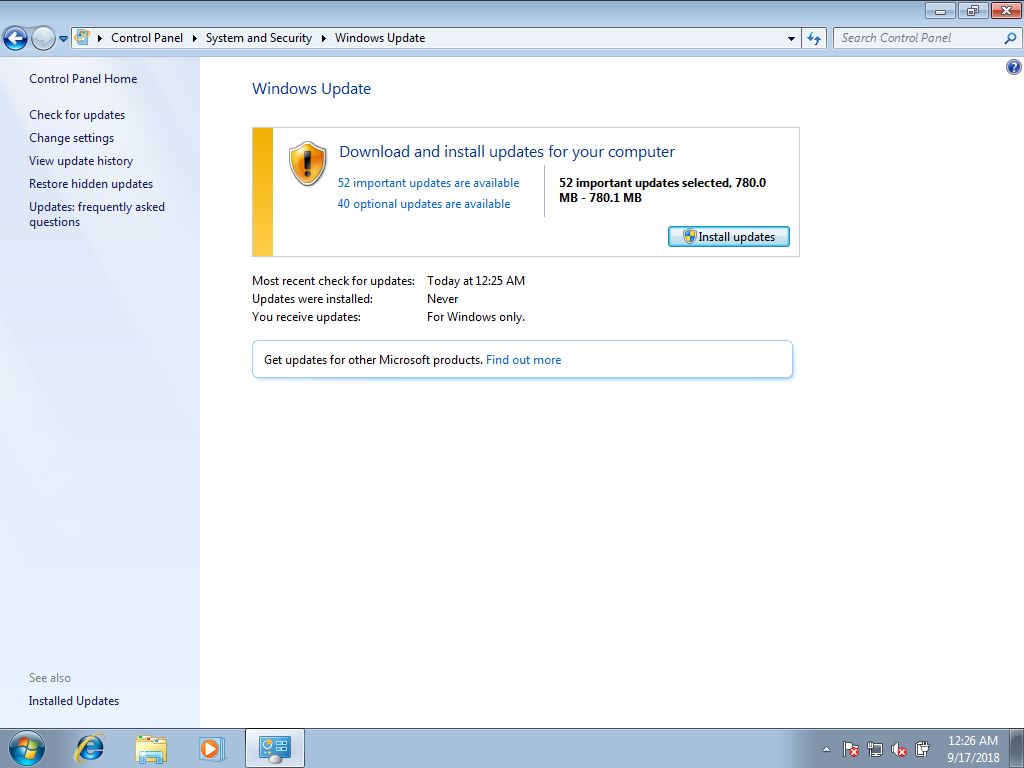 Control Panel System and Security Windows Update
Search Control Panel
Control Panel Home
Check for updates
Change settings
View update history
Restore hidden updates
Updates: frequently asked
questions
See also
Installed Updates
Windows Update
Download and install updates for your computer
52 important updates are available
40 optional updates are available
52 important updates selected, 780.0
MB - 780.1 MB
Install updates
Most recent check for updates: Today at 12:25 AM
Updates were installed: Never
You receive updates: For Windows only.
Get updates for other Microsoft products. Find out more
12:26 AM
9/17/2018